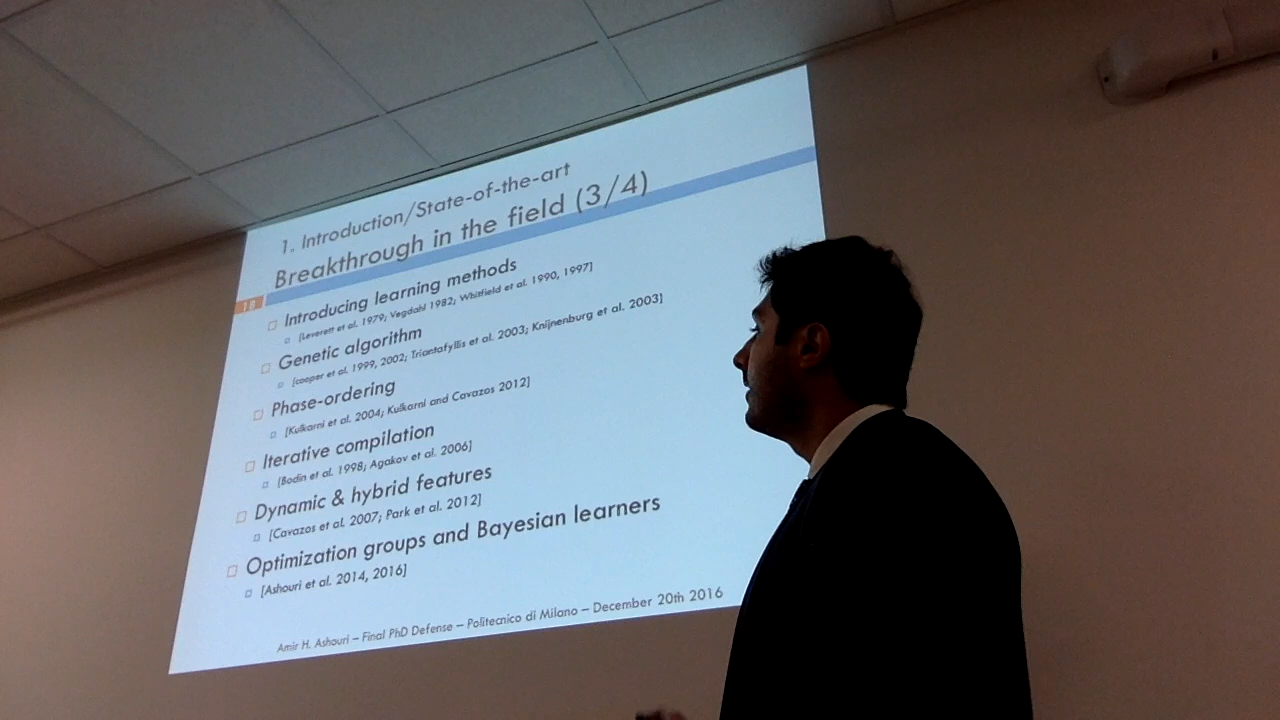 1. Introduction/State-of-the-art
Breakthrough in the field (3/4)
18
Introducing learning methods
[Leverett et al. 1979; Vegdahl 1982; Whitfield et al. 1990, 1997]
Genetic algorithm
[cooper et al. 1999, 2002; Triantafyllis et al. 2003; Knijnenburg et al. 2003]
Phase-ordering
[Kulkarni et al. 2004; Kulkarni and Cavazos 2012]
Iterative compilation
[Bodin et al. 1998; Agakov et al. 2006]
Dynamic & hybrid features
[Cavazos et al. 2007; Park et al. 2012]
Optimization groups and Bayesian learners
[Ashouri et al. 2014, 2016]
Amir H. Ashouri – Final PhD Defense – Politecnico di Milano – December 20th 2016